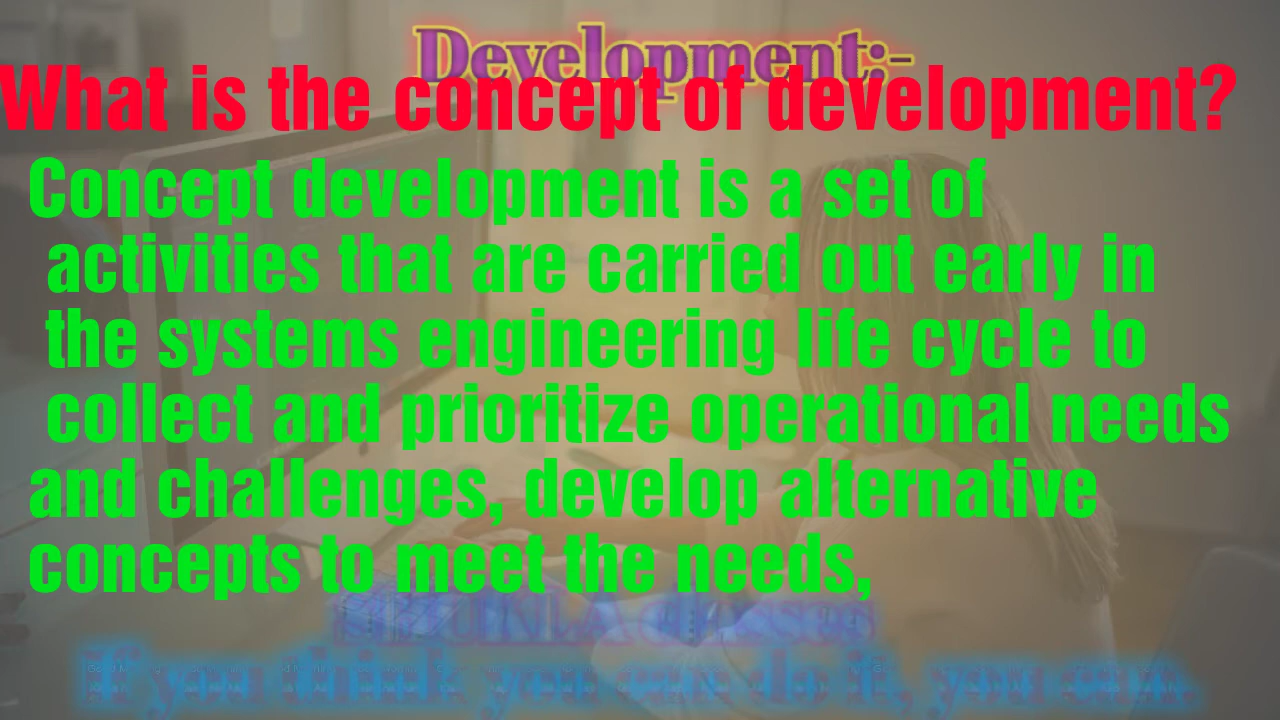 Development:-
What is the concept of development?
Concept development is a set of
activities that are carried out early in
the systems engineering life cycle to
collect and prioritize operational needs
and challenges, develop alternative
concepts to meet the needs,
SHUKLA classes
If you think you can do it, you can.